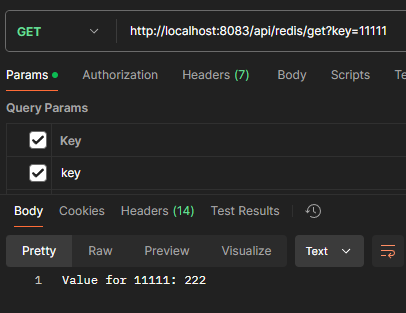 GET http://localhost:8083/api/redis/get?key=11111
Params Authorization Headers (7) Body Scripts Te
Query Params
Key
key
Body Cookies Headers (14) Test Results
Pretty Raw Preview Visualize Text
1 Value for 11111: 222